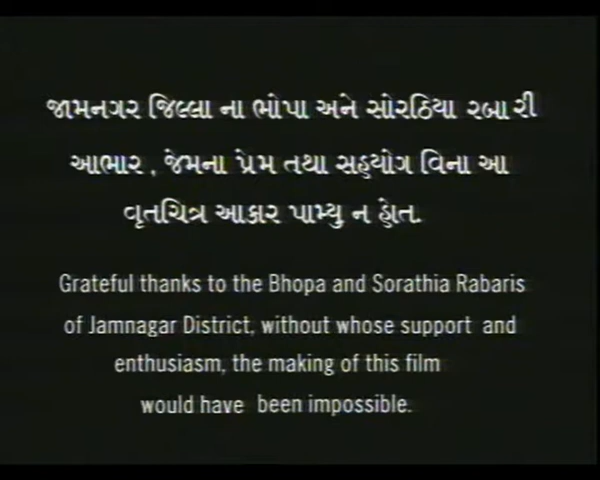 જામનગર જિલ્લા ના ભોપા અને સોરઠિયા રબારી
આભાર, જેમના પ્રેમ તથા સહયોગ વિના આ
વૃતચિત્ર આકાર પામ્યુ ન હોત.
Grateful thanks to the Bhopa and Sorathia Rabaris
of Jamnagar District, without whose support and
enthusiasm, the making of this film
would have been impossible.